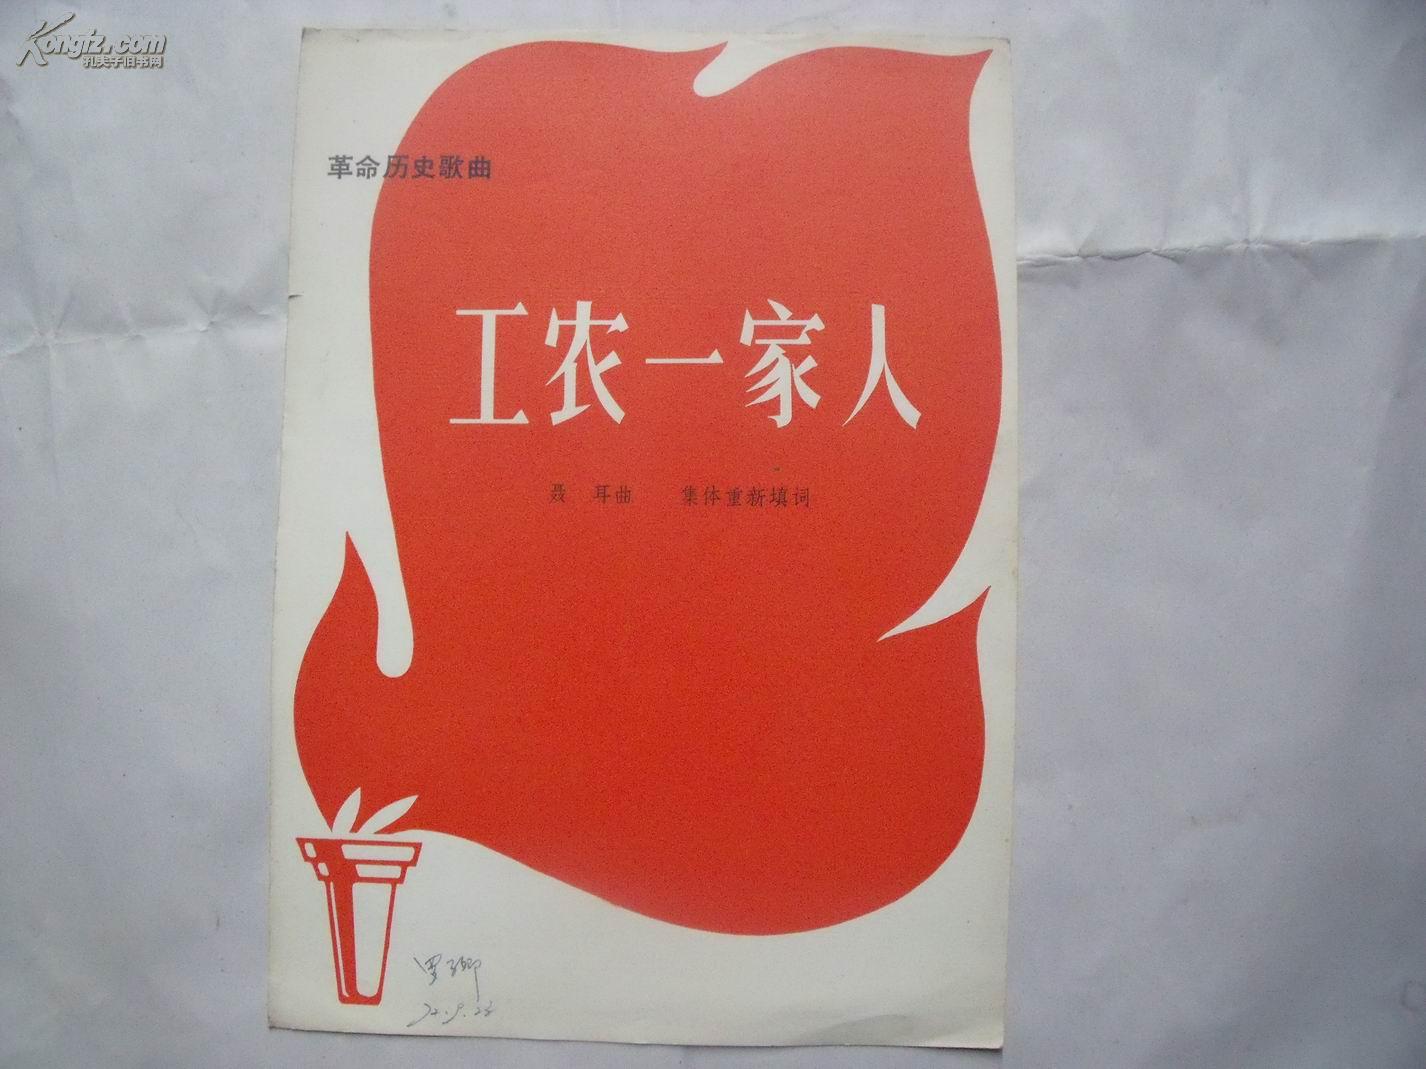 Kongfz.com
孔夫子旧书网
革命历史歌曲
工农一家人
聂 耳曲 集体重新填词